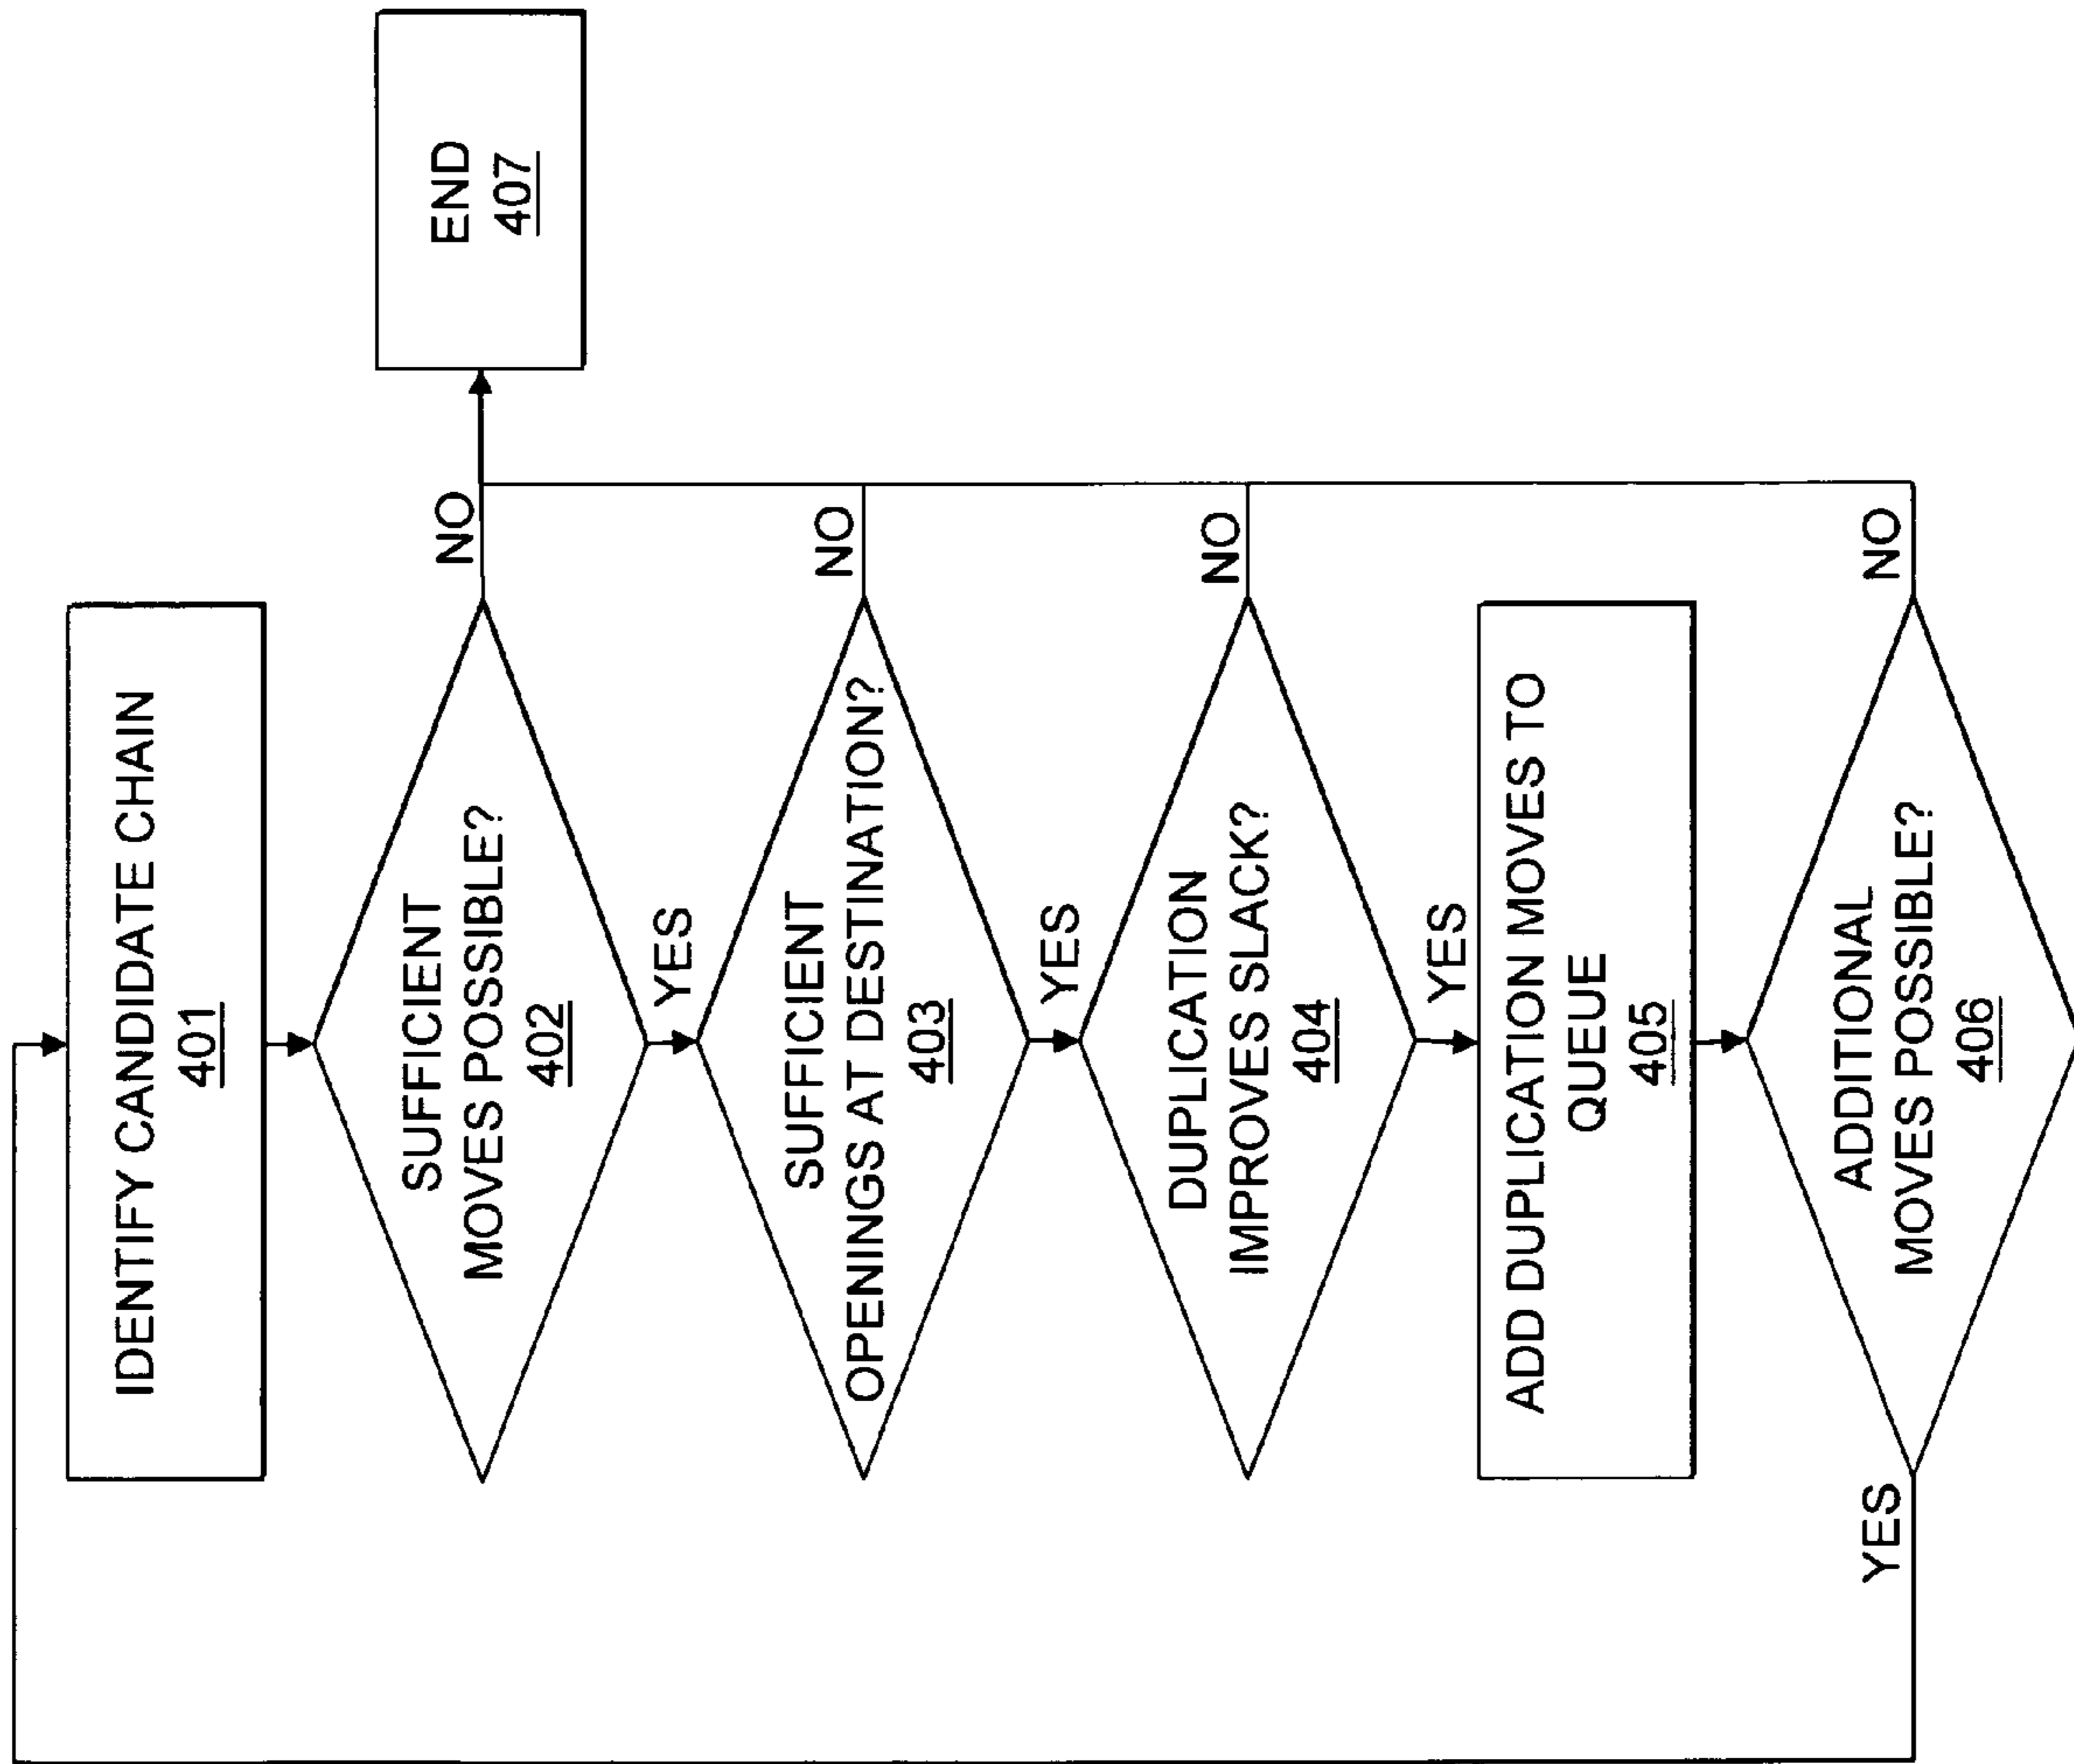 IDENTIFY CANDIDATE CHAIN
401
SUFFICIENT
MOVES POSSIBLE?
402
NO
END
407
YES
SUFFICIENT
OPENINGS AT DESTINATION?
403
NO
YES
DUPLICATION
IMPROVES SLACK?
404
NO
YES
ADD DUPLICATION MOVES TO
QUEUE
405
ADDITIONAL
MOVES POSSIBLE?
406
YES
NO